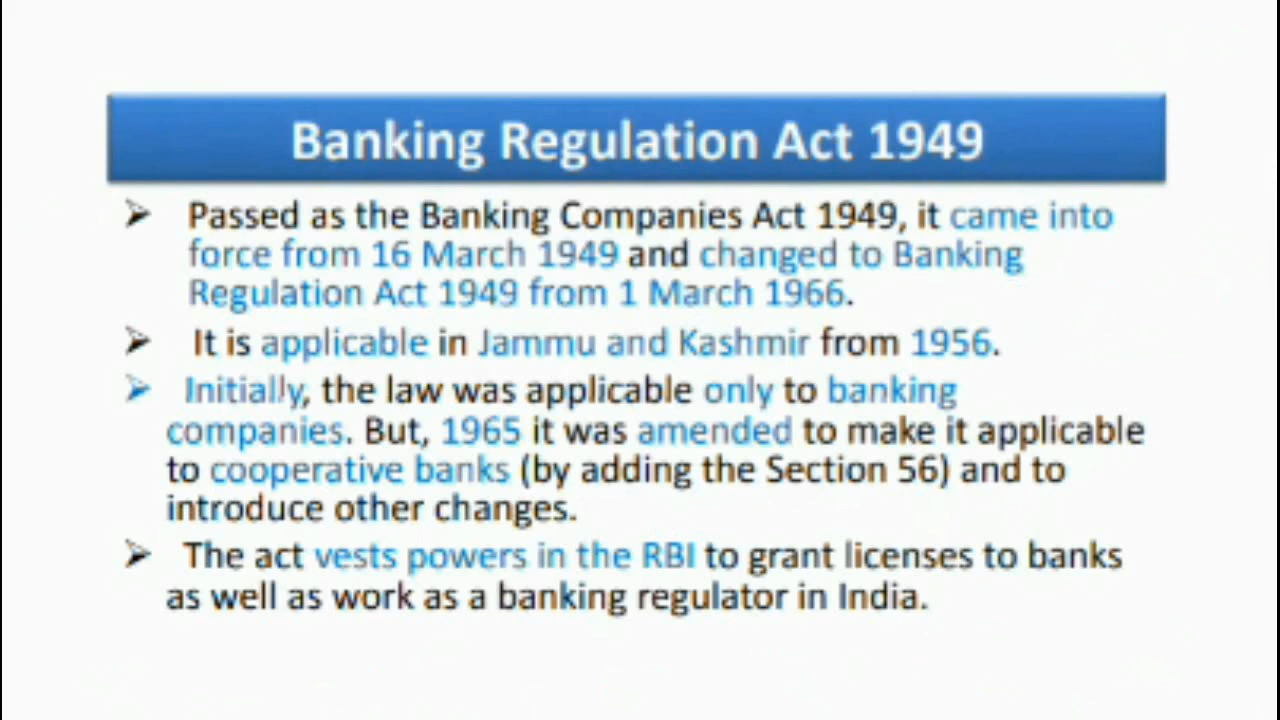 Banking Regulation Act 1949
➢ Passed as the Banking Companies Act 1949, it came into
force from 16 March 1949 and changed to Banking
Regulation Act 1949 from 1 March 1966.
➢ It is applicable in Jammu and Kashmir from 1956.
➢ Initially, the law was applicable only to banking
companies. But, 1965 it was amended to make it applicable
to cooperative banks (by adding the Section 56) and to
introduce other changes.
➢ The act vests powers in the RBI to grant licenses to banks
as well as work as a banking regulator in India.